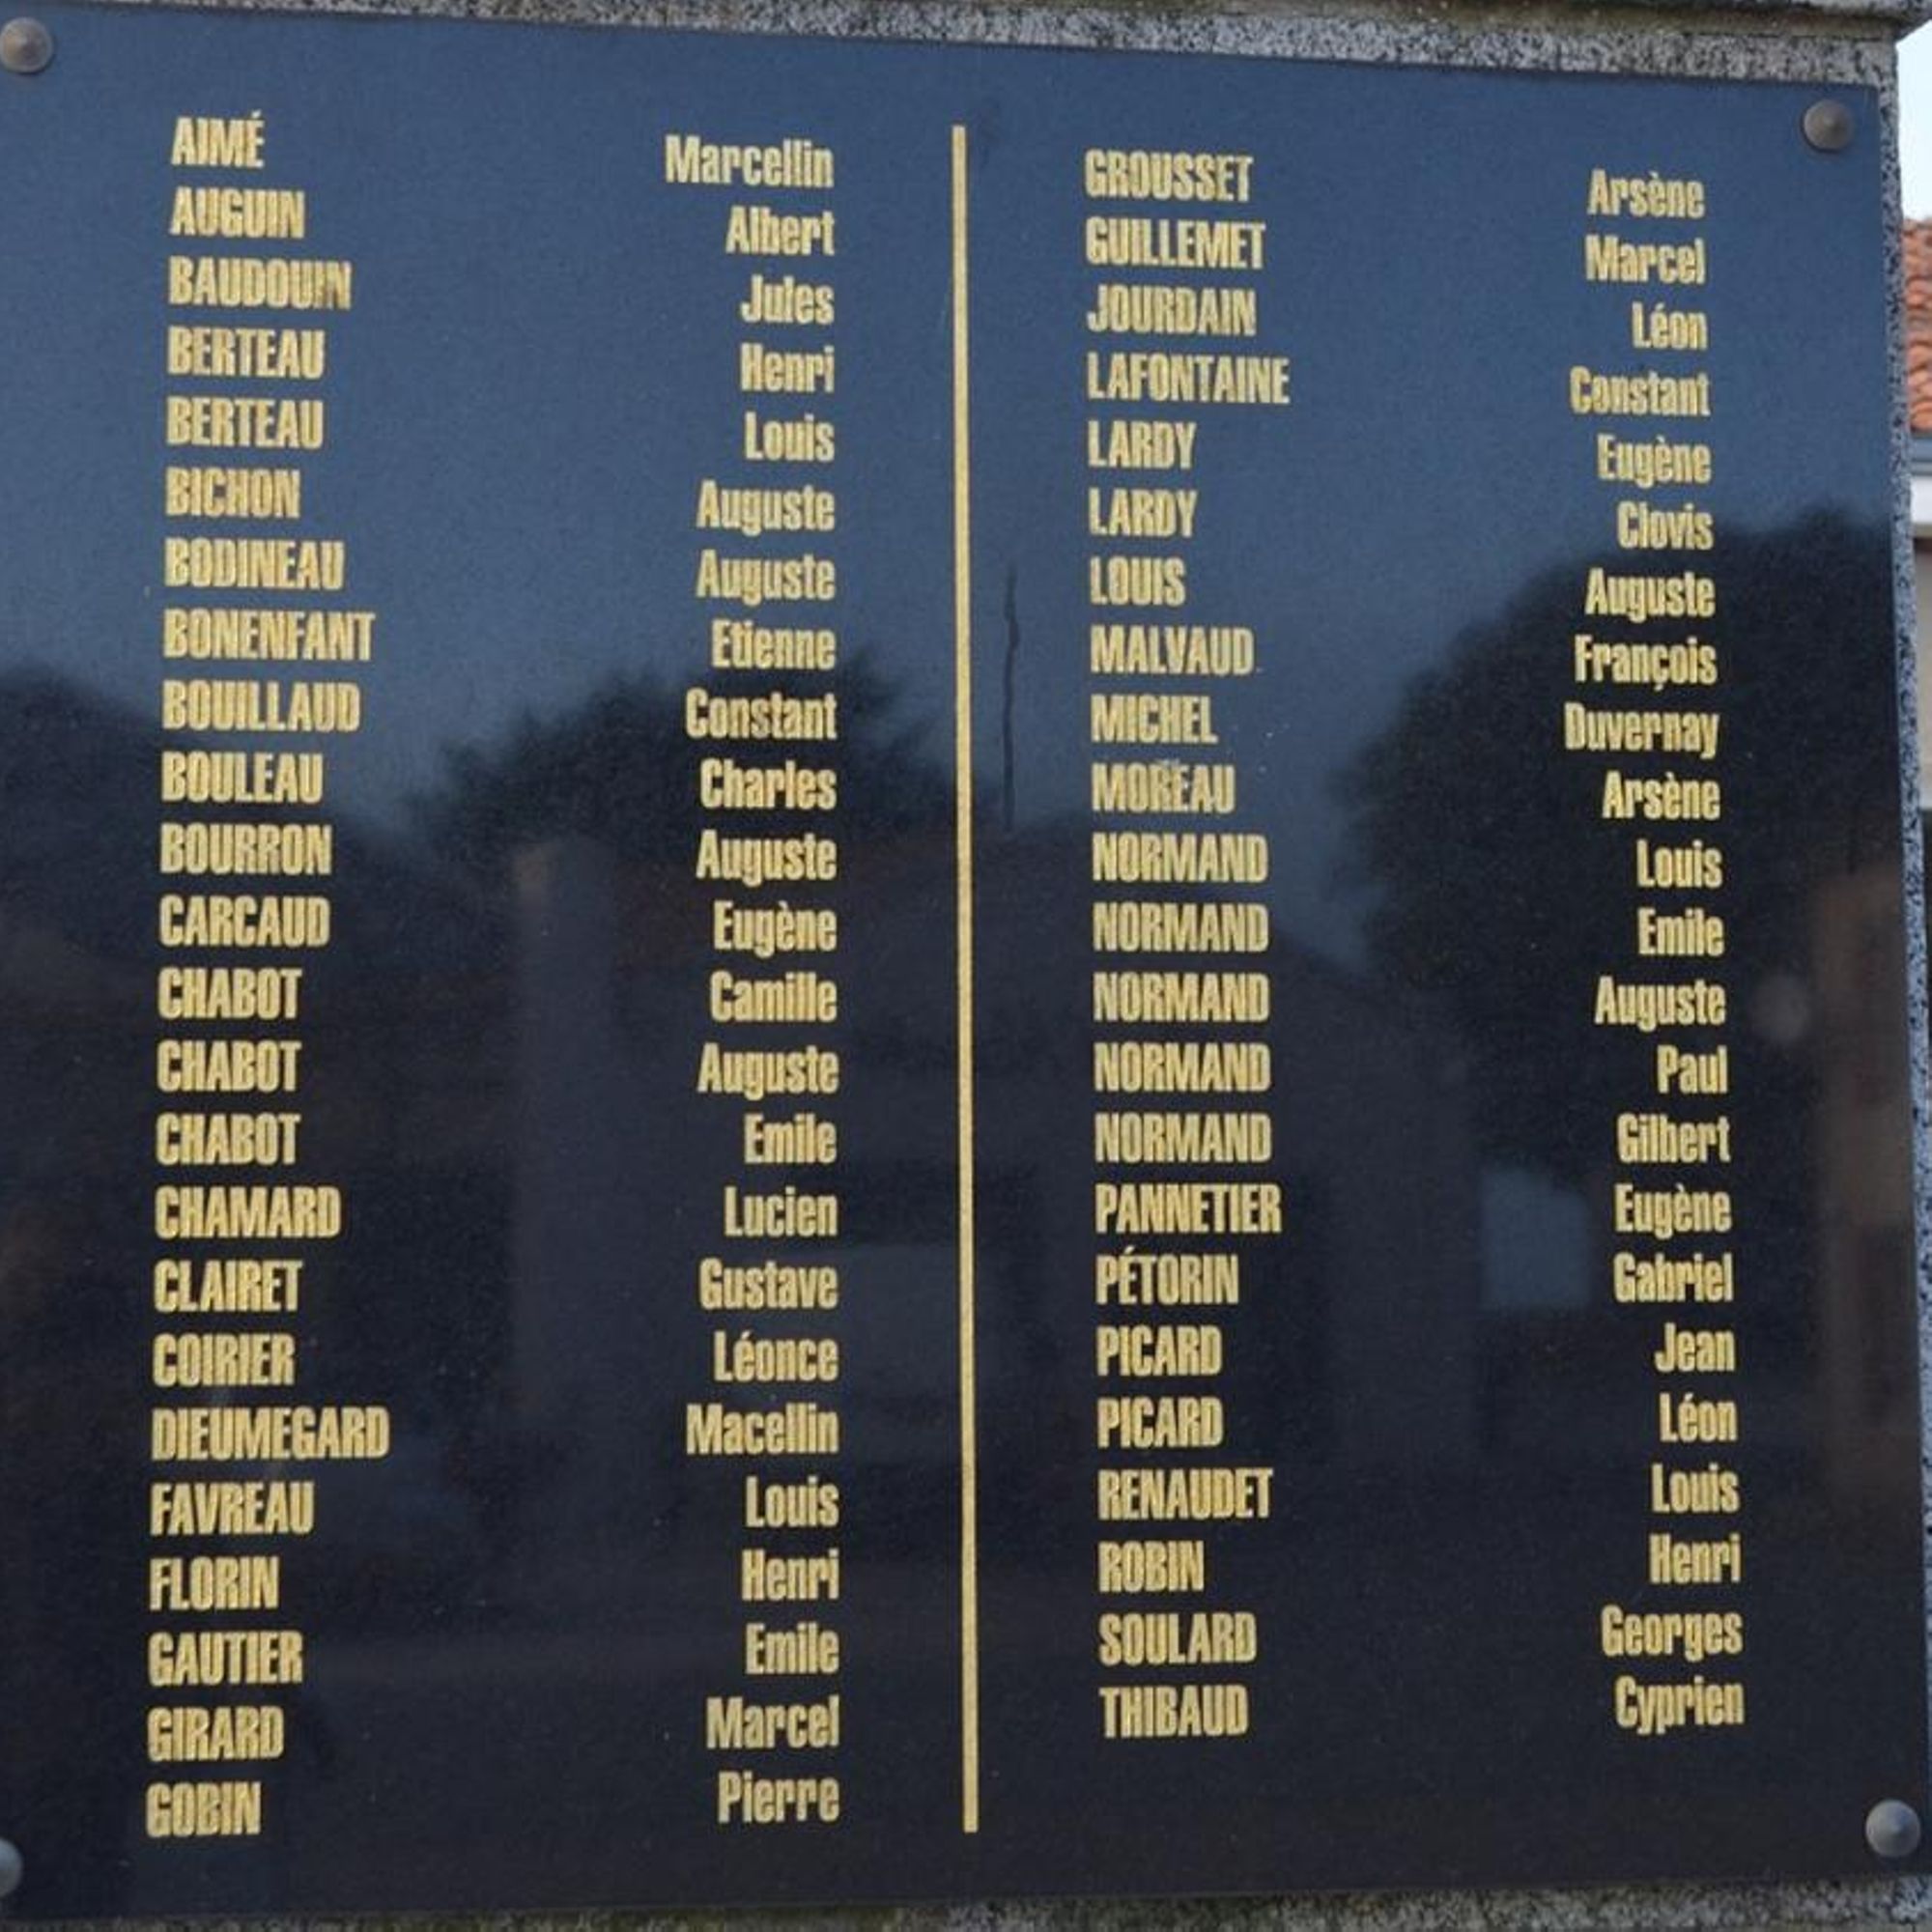 AIMÉ Marcellin
AUGUIN Albert
BAUDOUIN Jules
BERTEAU Henri
BERTEAU Louis
BICHON Auguste
BODINEAU Auguste
BONENFANT Etienne
BOUILLAUD Constant
BOULEAU Charles
BOURRON Auguste
CARCAUD Eugène
CHABOT Camille
CHABOT Auguste
CHABOT Emile
CHAMARD Lucien
CLAIRET Gustave
COIRIER Léonce
DIEUMEGARD Macellin
FAVREAU Louis
FLORIN Henri
GAUTIER Emile
GIRARD Marcel
GOBIN Pierre
GROUSSET Arsène
GUILLEMET Marcel
JOURDAIN Léon
LAFONTAINE Constant
LARDY Eugène
LARDY Clovis
LOUIS Auguste
MALVAUD François
MICHEL Duvernay
MOREAU Arsène
NORMAND Louis
NORMAND Emile
NORMAND Auguste
NORMAND Paul
NORMAND Gilbert
PANNETIER Eugène
PÉTORIN Gabriel
PICARD Jean
PICARD Léon
RENAUDET Louis
ROBIN Henri
SOULARD Georges
THIBAUD Cyprien